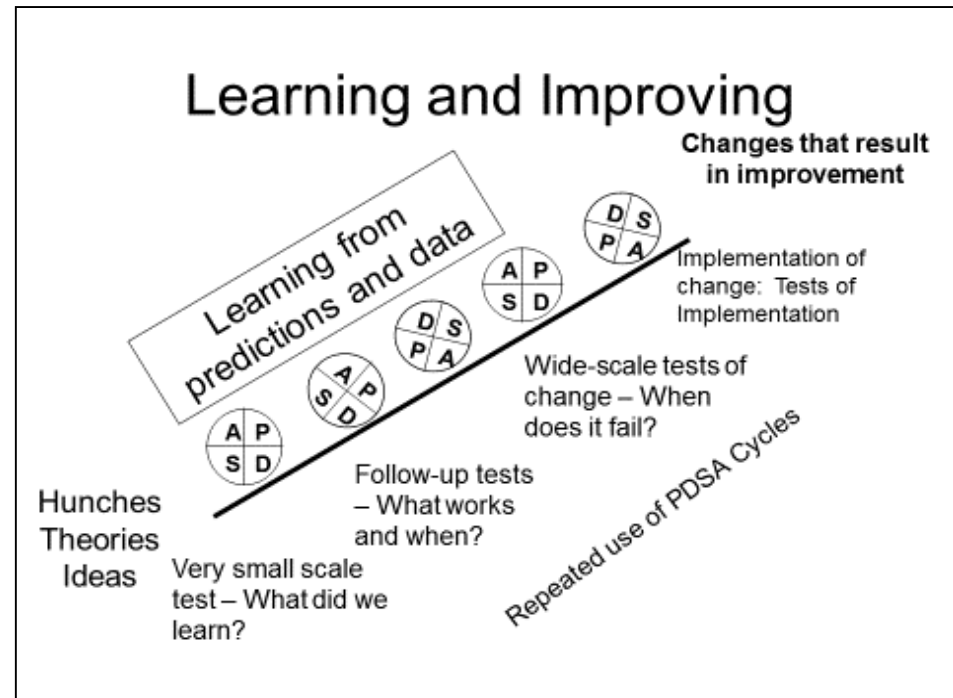 Learning and Improving
Changes that result
in improvement
Learning from
predictions and data
A P
S D
A P
S D
D S
P A
A P
S D
D S
P A
Implementation of
change: Tests of
Implementation
Wide-scale tests of
change – When
does it fail?
Follow-up tests
– What works
and when?
Hunches
Theories
Ideas
Very small scale
test – What did we
learn?
Repeated use of PDSA Cycles